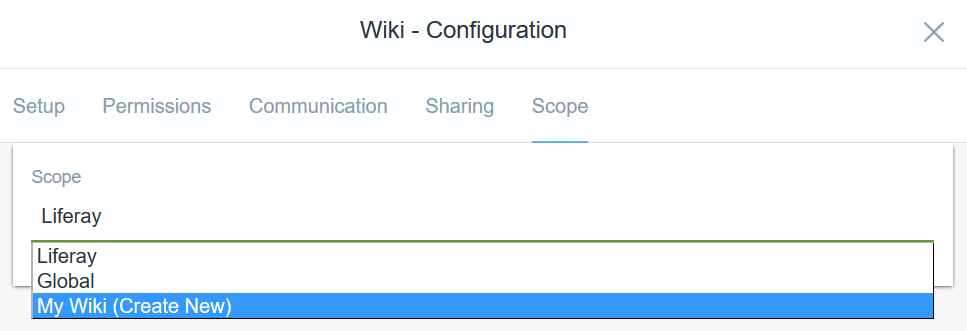 Wiki - Configuration
Setup Permissions Communication Sharing Scope
Scope
Liferay
Liferay
Global
My Wiki (Create New)